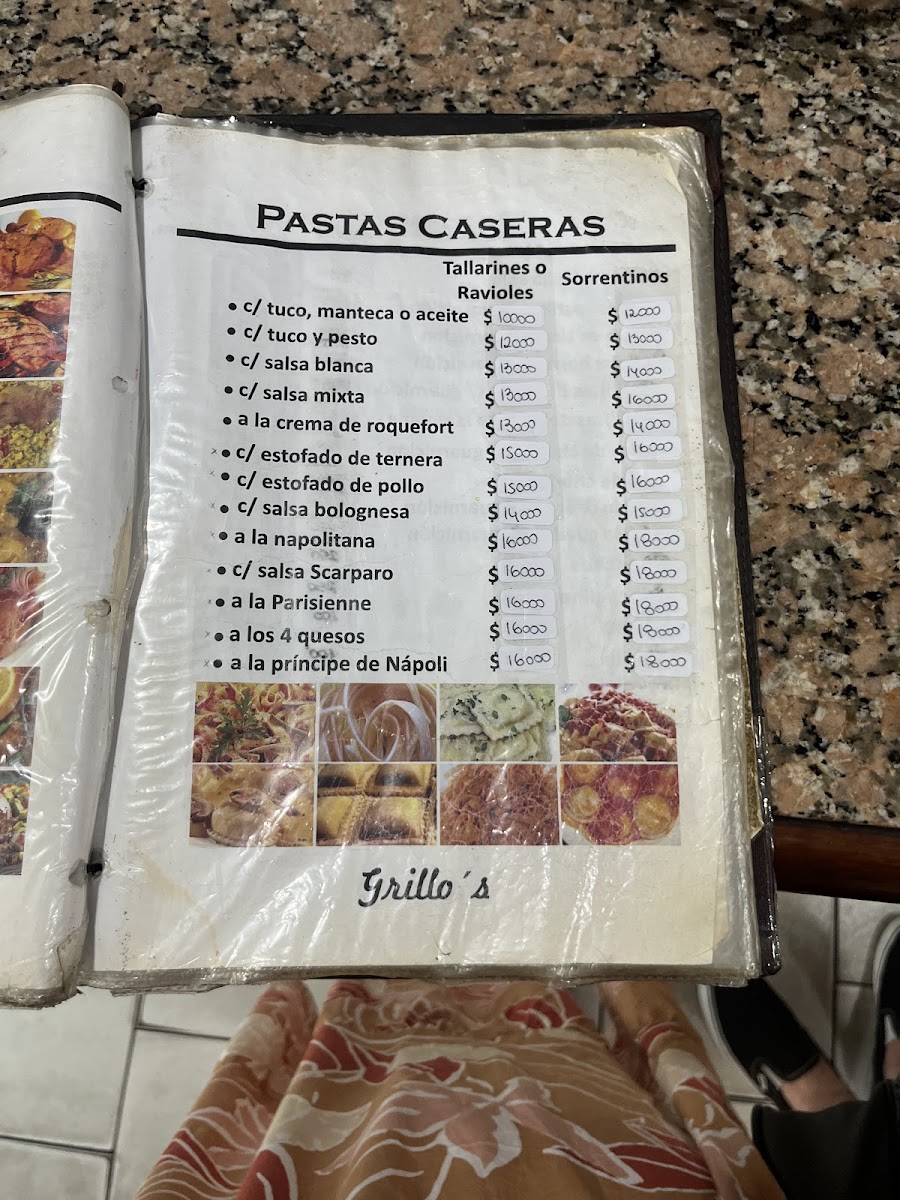 PASTAS CASERAS
Tallarines o Ravioles Sorrentinos
• c/ tuco, manteca o aceite $ 10000 $ 12000
• c/ tuco y pesto $ 12000 $ 13000
• c/ salsa blanca $ 13000 $ 14000
• c/ salsa mixta $ 13000 $ 16000
• a la crema de roquefort $ 13000 $ 14000
x • c/ estofado de ternera $ 15000 $ 16000
x • c/ estofado de pollo $ 15000 $ 16000
x • c/ salsa bolognesa $ 14000 $ 15000
• a la napolitana $ 16000 $ 18000
• c/ salsa Scarparo $ 16000 $ 18000
• a la Parisienne $ 16000 $ 18000
x • a los 4 quesos $ 16000 $ 18000
x • a la príncipe de Nápoli $ 16000 $ 18000
Grillo´s